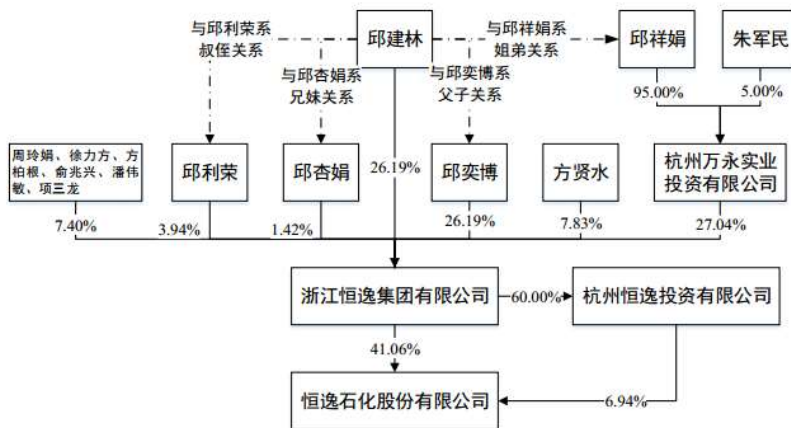 与邱利荣系
叔侄关系
邱建林
与邱祥娟系
姐弟关系
邱祥娟
朱军民
与邱杏娟系
兄妹关系
与邱奕博系
父子关系
95.00%
5.00%
周玲娟、徐力方、方
柏根、俞兆兴、潘伟
敏、项三龙
邱利荣
邱杏娟
26.19%
邱奕博
方贤水
杭州万永实业
投资有限公司
7.40%
3.94%
1.42%
26.19%
7.83%
27.04%
浙江恒逸集团有限公司
60.00%
杭州恒逸投资有限公司
41.06%
恒逸石化股份有限公司
6.94%